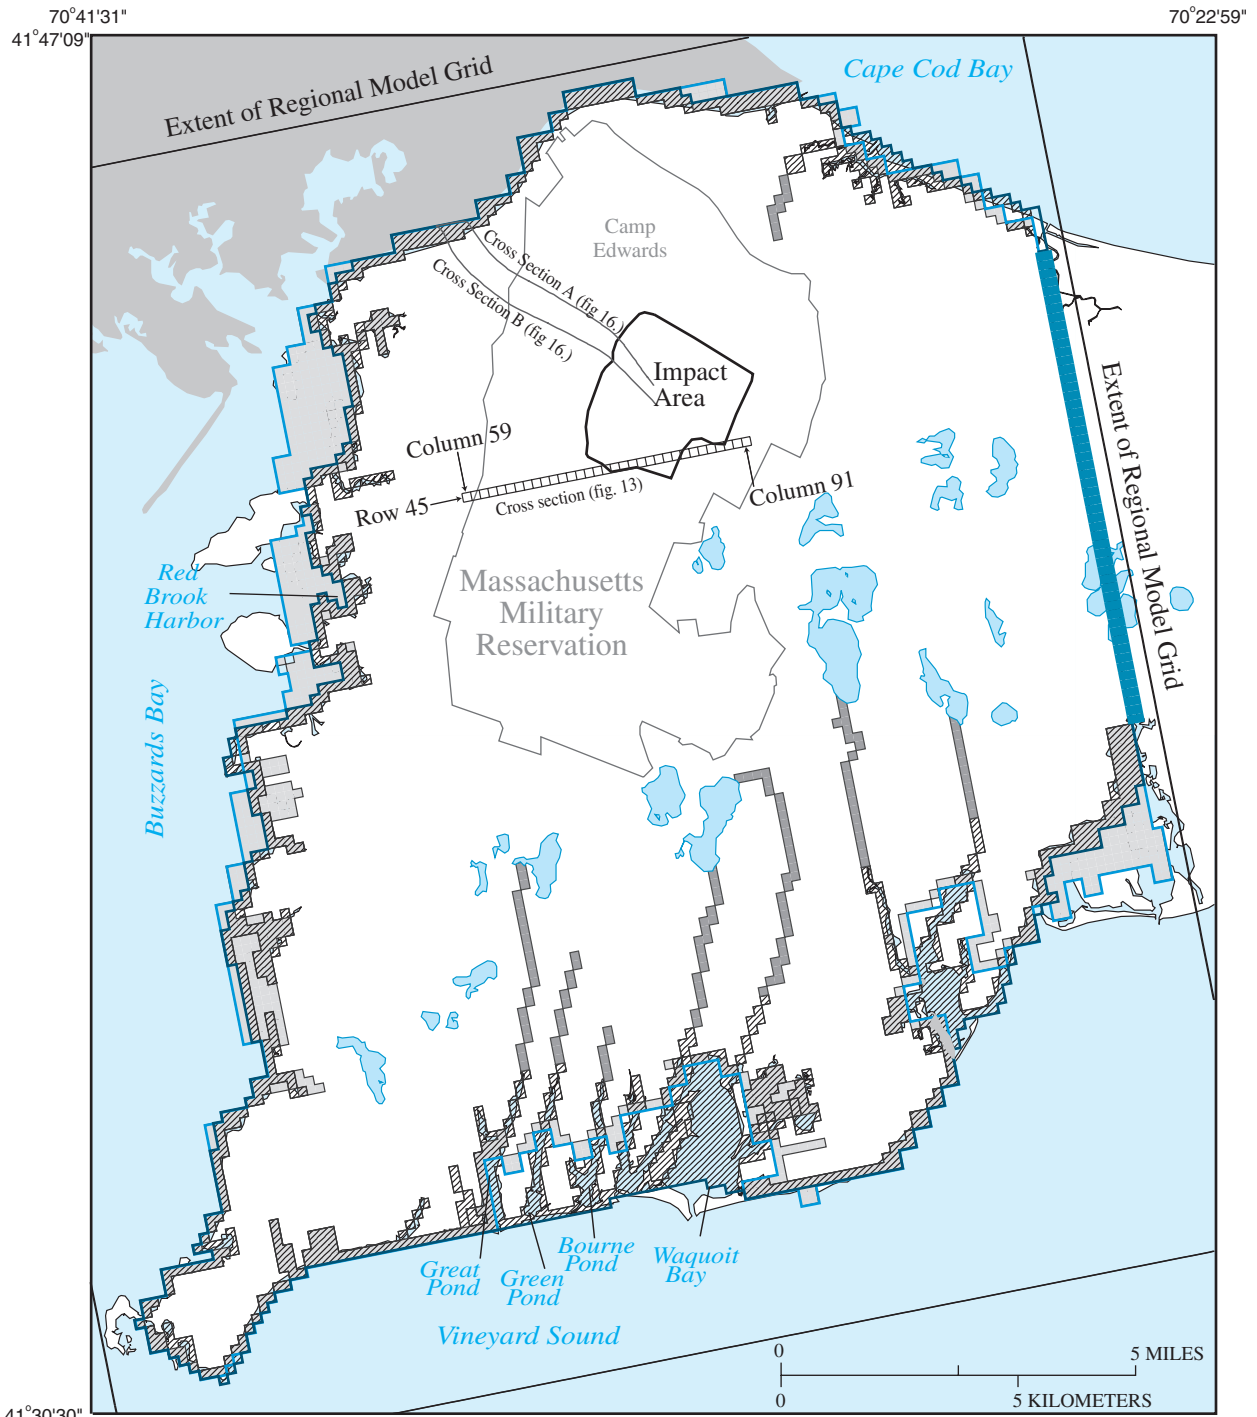 70°41'31"
70°22'59"
41°47'09"
Extent of Regional Model Grid
Cape Cod Bay
Camp
Edwards
Cross Section A (fig 16.)
Cross Section B (fig 16.)
Impact
Area
Column 59
Row 45
Cross section (fig. 13)
Column 91
Extent of Regional Model Grid
Red
Brook
Harbor
Massachusetts
Military
Reservation
Buzzards Bay
Great
Pond
Green
Pond
Bourne
Pond
Waquoit
Bay
Vineyard Sound
0
5 MILES
0
5 KILOMETERS
41°30'30"